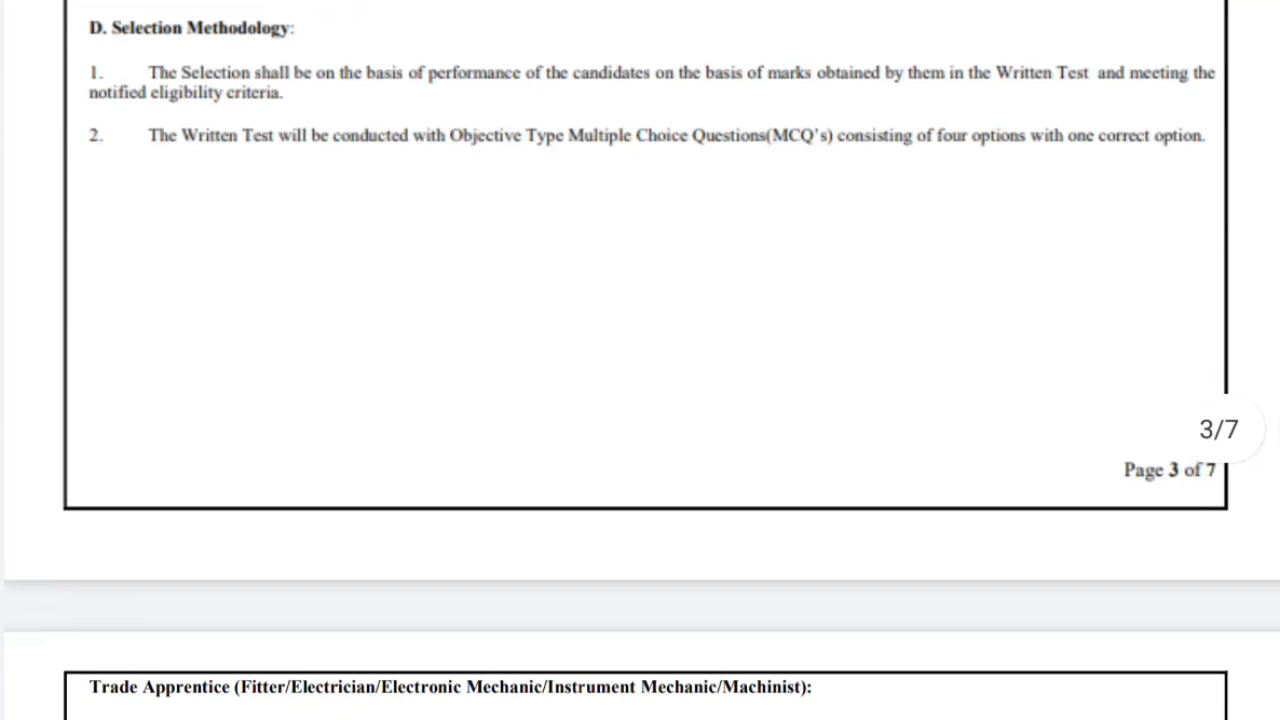 D. Selection Methodology:
1. The Selection shall be on the basis of performance of the candidates on the basis of marks obtained by them in the Written Test and meeting the
notified eligibility criteria.
2. The Written Test will be conducted with Objective Type Multiple Choice Questions(MCQ's) consisting of four options with one correct option.
3/7
Page 3 of 7
Trade Apprentice (Fitter/Electrician/Electronic Mechanic/Instrument Mechanic/Machinist):